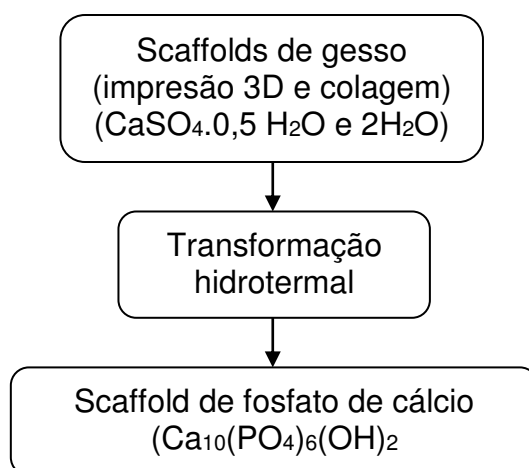 Scaffolds de gesso
(impresão 3D e colagem)
(CaSO₄.0,5 H₂O e 2H₂O)
Transformação
hidrotermal
Scaffold de fosfato de cálcio
(Ca₁₀(PO₄)₆(OH)₂